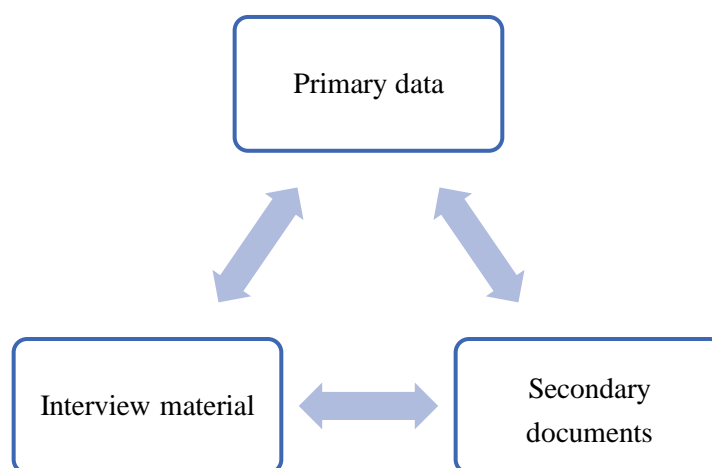 Primary data
Interview material
Secondary
documents